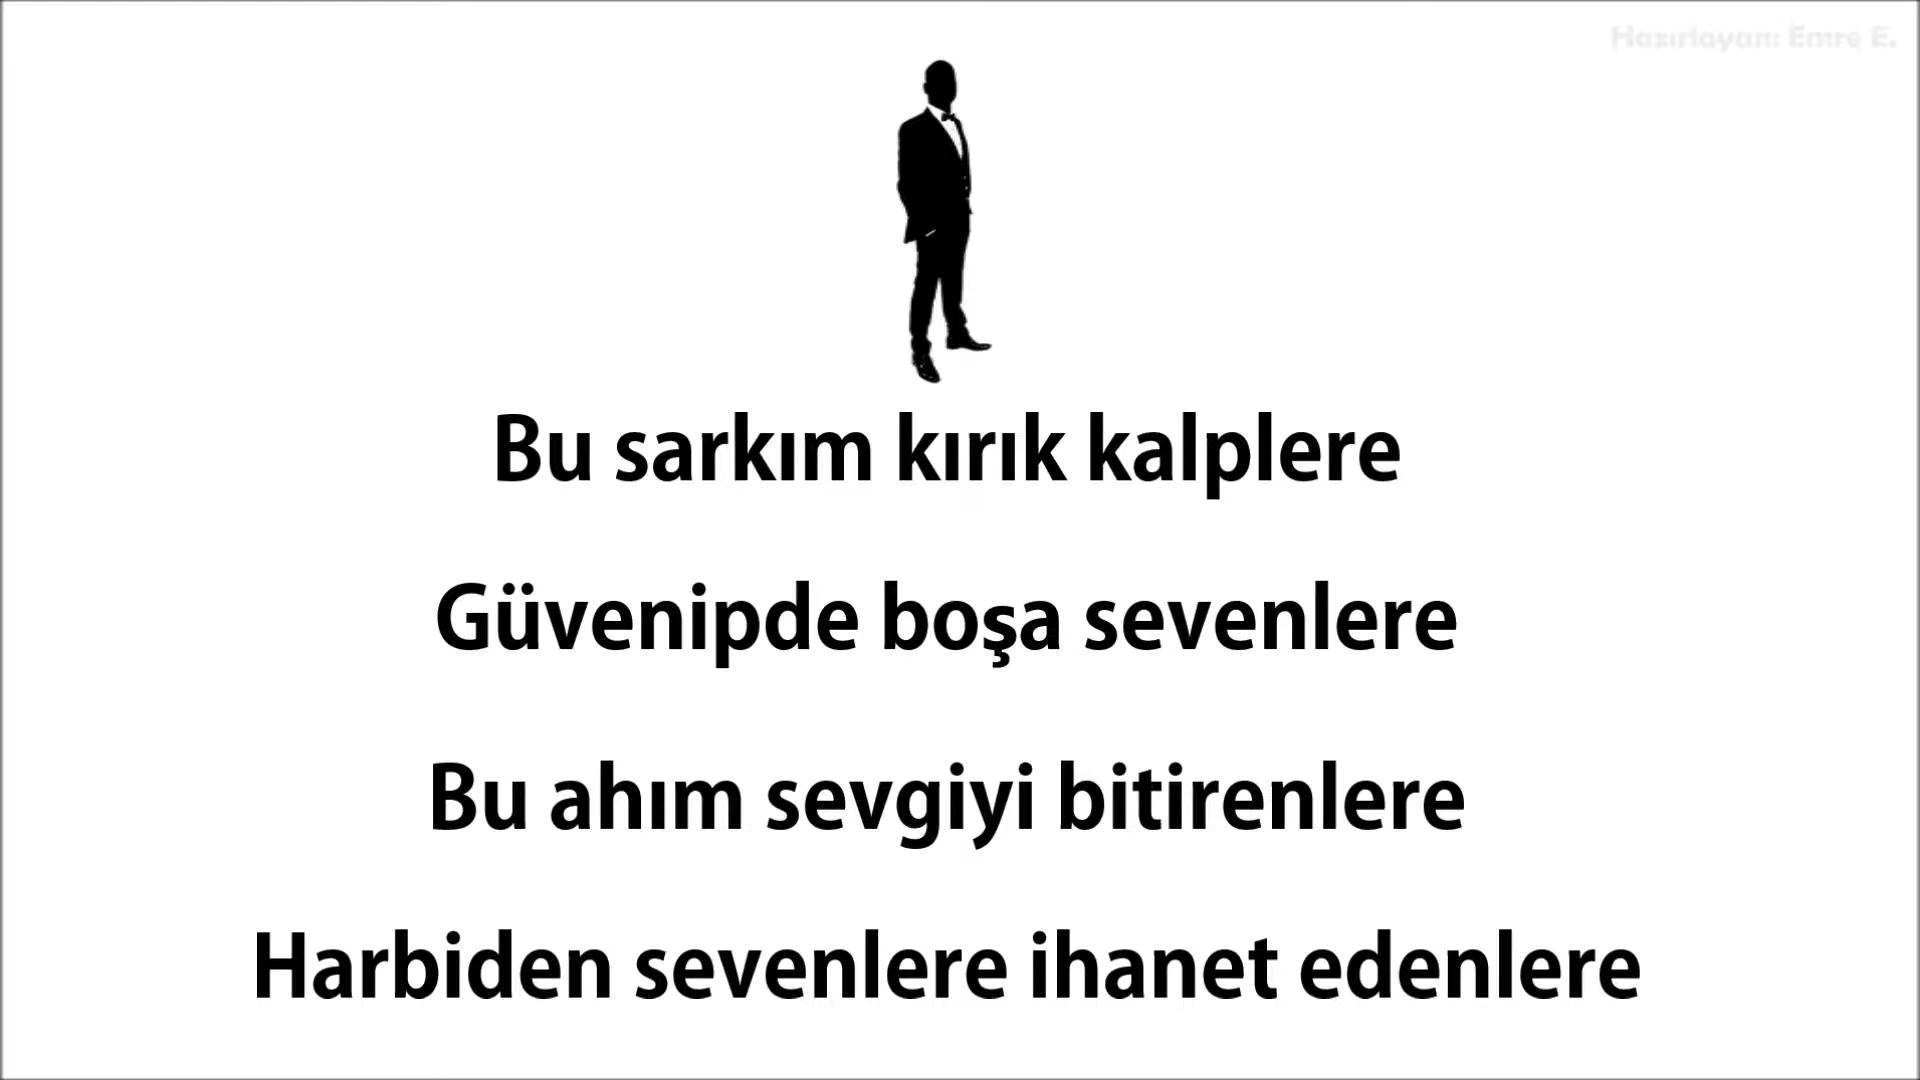 Hazırlayan: Emre E.
Bu sarkım kırık kalplere
Güvenipde boşa sevenlere
Bu ahım sevgiyi bitirenlere
Harbiden sevenlere ihanet edenlere